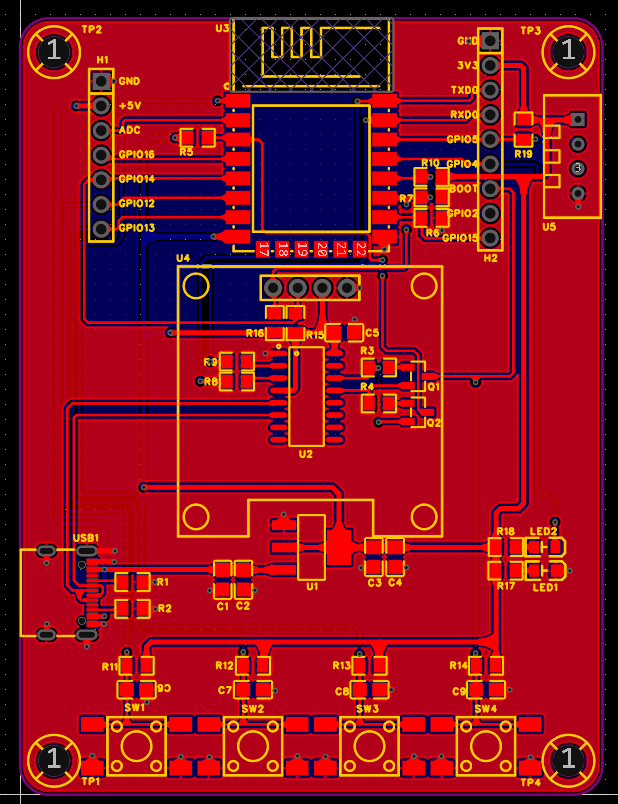 TP2
U3
TP3
1
1
H1
GND
GND
3V3
+5V
TXD0
ADC
RXD0
R5
GPIO5
R19
GPIO16
GPIO4
R10
3
GPIO14
BOOT
R7
GPIO12
GPIO2
U5
GPIO13
R6
GPIO15
17 18 19 20 21 22
H2
U4
R16
R15
C5
R3
R9
R8
R4
Q1
Q2
U2
USB1
R18
LED2
R1
C3
C4
U1
R17
LED1
R2
C1
C2
R11
R12
R13
R14
C6
C7
C8
C9
SW1
SW2
SW3
SW4
1
1
TP1
TP4